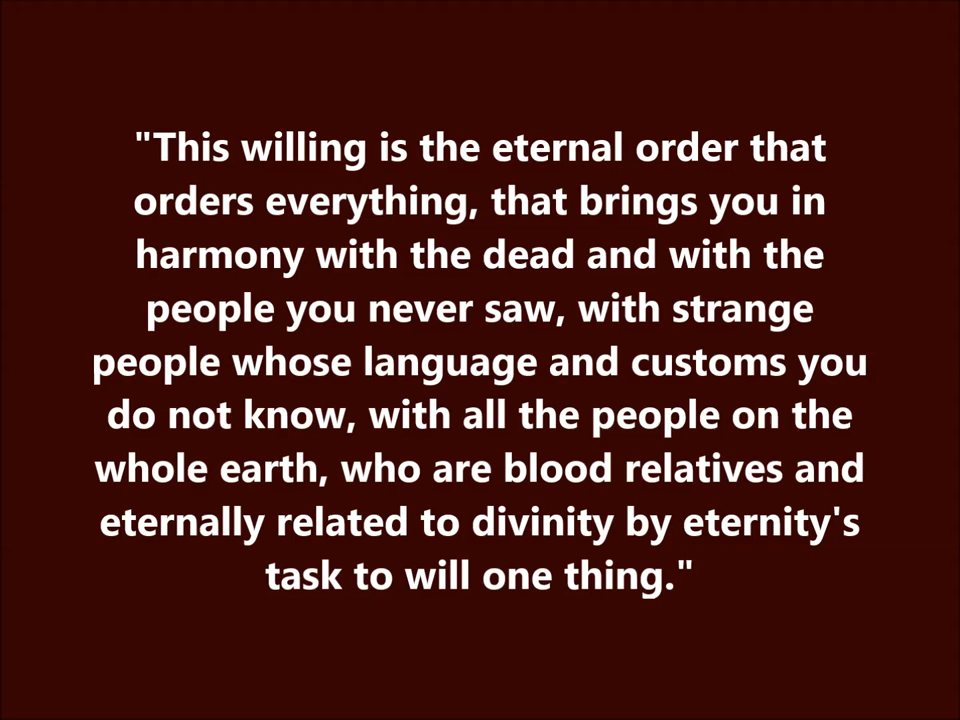 "This willing is the eternal order that
orders everything, that brings you in
harmony with the dead and with the
people you never saw, with strange
people whose language and customs you
do not know, with all the people on the
whole earth, who are blood relatives and
eternally related to divinity by eternity's
task to will one thing."